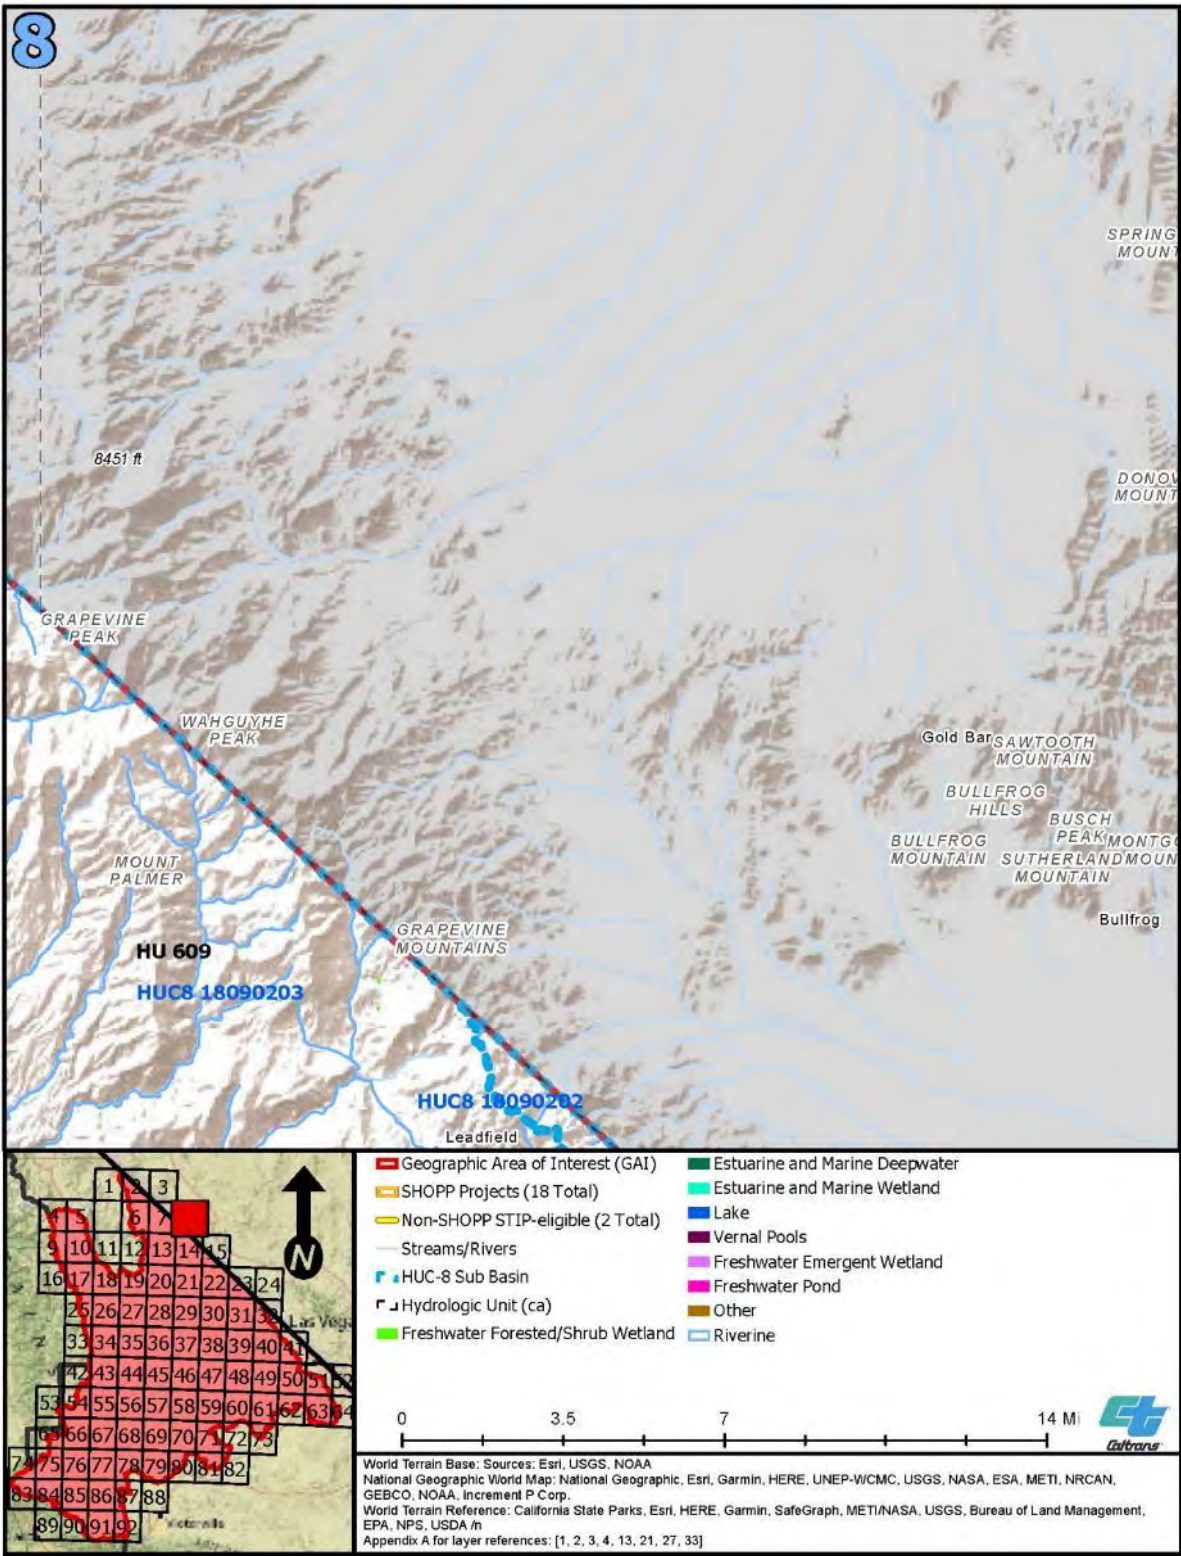 8
SPRING
MOUNT
8451 ft
DONOV
MOUNT
GRAPEVINE
PEAK
WAHGUYHE
PEAK
Gold Bar
SAWTOOTH
MOUNTAIN
BULLFROG
HILLS
BUSCH
PEAK
MONTG
BULLFROG
MOUNTAIN
SUTHERLAND
MOUN
MOUNTAIN
MOUNT
PALMER
Bullfrog
GRAPEVINE
MOUNTAINS
HU 609
HUC8 18090203
HUC8 18090202
Leadfield
1 2 3
4 5 6 7
9 10 11 12 13 14 15
16 17 18 19 20 21 22 23 24
25 26 27 28 29 30 31 32
Las Vega
33 34 35 36 37 38 39 40 41
42 43 44 45 46 47 48 49 50 51 52
53 54 55 56 57 58 59 60 61 62 63 64
65 66 67 68 69 70 71 72 73
74 75 76 77 78 79 80 81 82
83 84 85 86 87 88
Victorville
89 90 91 92
N
Geographic Area of Interest (GAI)
SHOPP Projects (18 Total)
Non-SHOPP STIP-eligible (2 Total)
Streams/Rivers
HUC-8 Sub Basin
Hydrologic Unit (ca)
Freshwater Forested/Shrub Wetland
Estuarine and Marine Deepwater
Estuarine and Marine Wetland
Lake
Vernal Pools
Freshwater Emergent Wetland
Freshwater Pond
Other
Riverine
0 3.5 7 14 Mi
Caltrans
World Terrain Base: Sources: Esri, USGS, NOAA
National Geographic World Map: National Geographic, Esri, Garmin, HERE, UNEP-WCMC, USGS, NASA, ESA, METI, NRCAN,
GEBCO, NOAA, increment P Corp.
World Terrain Reference: California State Parks, Esri, HERE, Garmin, SafeGraph, METI/NASA, USGS, Bureau of Land Management,
EPA, NPS, USDA /n
Appendix A for layer references: [1, 2, 3, 4, 13, 21, 27, 33]